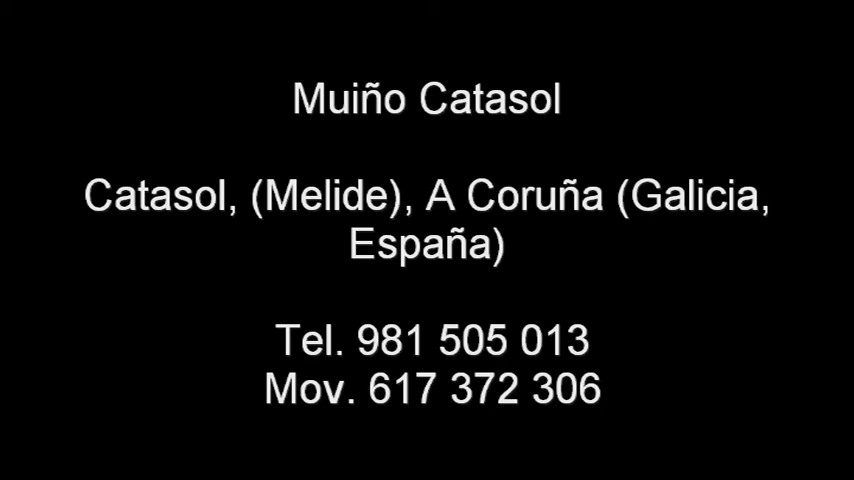 Muiño Catasol
Catasol, (Melide), A Coruña (Galicia,
España)
Tel. 981 505 013
Mov. 617 372 306